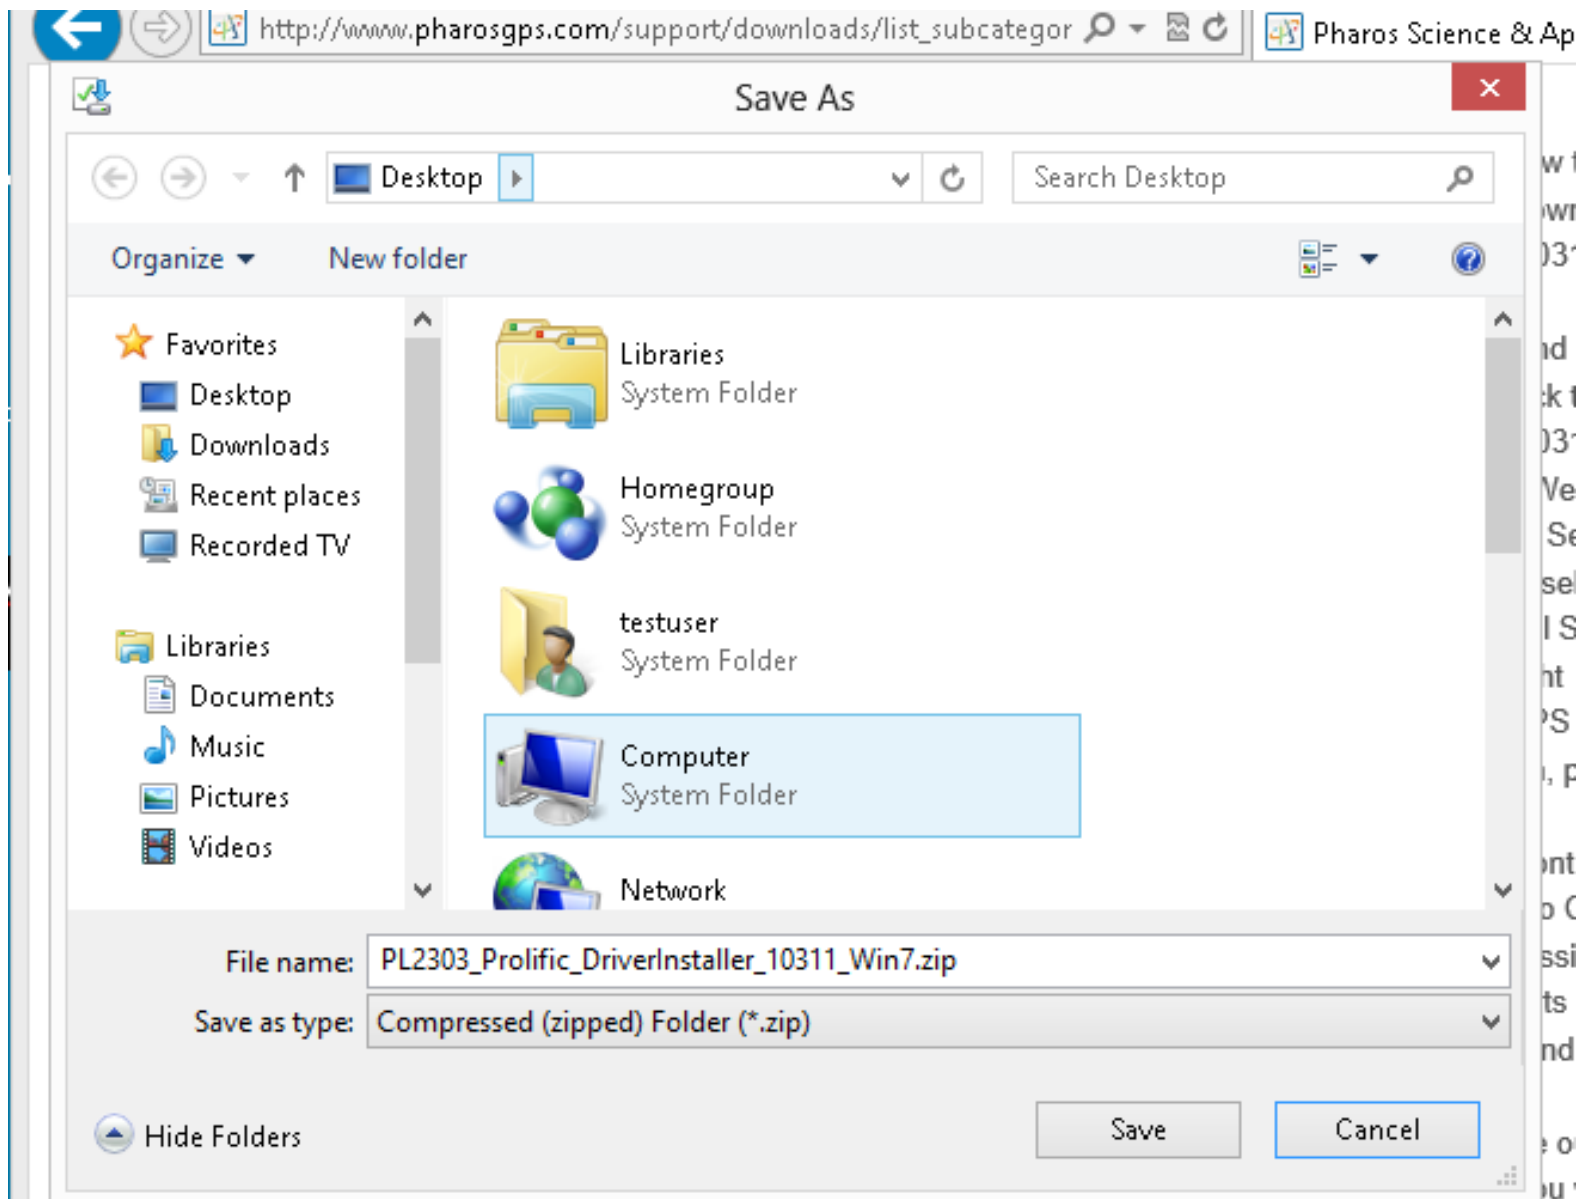 http://www.pharosgps.com/support/downloads/list_subcategor
Pharos Science & Ap
Save As
Desktop
Search Desktop
Organize
New folder
Favorites
Desktop
Downloads
Recent places
Recorded TV
Libraries
Documents
Music
Pictures
Videos
Libraries
System Folder
Homegroup
System Folder
testuser
System Folder
Computer
System Folder
Network
File name: PL2303_Prolific_DriverInstaller_10311_Win7.zip
Save as type: Compressed (zipped) Folder (*.zip)
Hide Folders
Save
Cancel